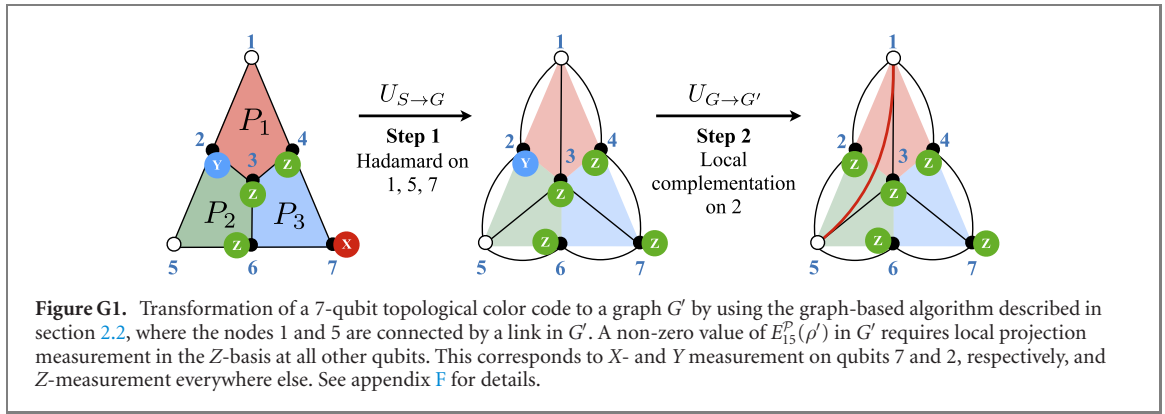 1
2
4
3
5
6
7
P₁
P₂
P₃
Y
Z
Z
Z
X
U_{S→G}
Step 1
Hadamard on
1, 5, 7
1
2
4
3
5
6
7
Y
Z
Z
Z
Z
U_{G→G′}
Step 2
Local
complementation
on 2
1
2
4
3
5
6
7
Z
Z
Z
Z
Z
Figure G1. Transformation of a 7-qubit topological color code to a graph G′ by using the graph-based algorithm described in
section 2.2, where the nodes 1 and 5 are connected by a link in G′. A non-zero value of E^𝒫_{15}(ρ′) in G′ requires local projection
measurement in the Z-basis at all other qubits. This corresponds to X- and Y measurement on qubits 7 and 2, respectively, and
Z-measurement everywhere else. See appendix F for details.